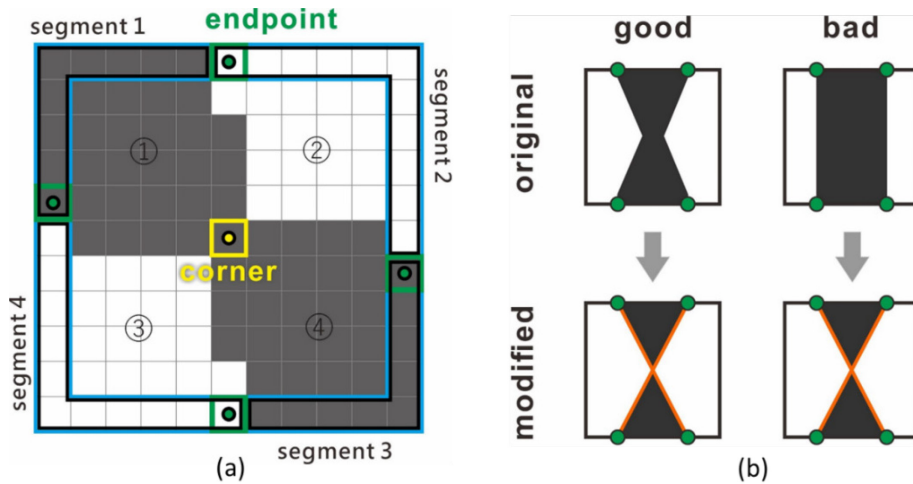 endpoint
segment 1
segment 2
①
②
corner
③
④
segment 4
segment 3
(a)
good
bad
original
modified
(b)